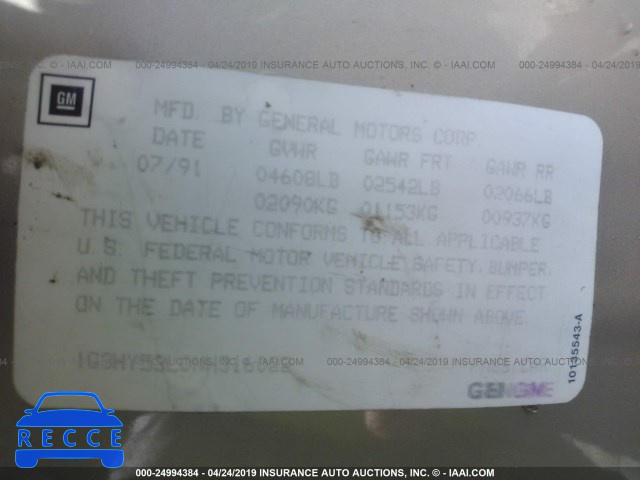 000-24994384 - 04/24/2019 INSURANCE AUTO AUCTIONS, INC. © - IAAI.COM
GM
MFD. BY GENERAL MOTORS CORP.
DATE GVWR GAWR FRT GAWR RR
07/91 04608LB 02542LB 02066LB
02090KG 01153KG 00937KG
THIS VEHICLE CONFORMS TO ALL APPLICABLE
U.S. FEDERAL MOTOR VEHICLE SAFETY, BUMPER,
AND THEFT PREVENTION STANDARDS IN EFFECT
ON THE DATE OF MANUFACTURE SHOWN ABOVE.
10135543-A
RECCE
000-24994384 - 04/24/2019 INSURANCE AUTO AUCTIONS, INC. © - IAAI.COM